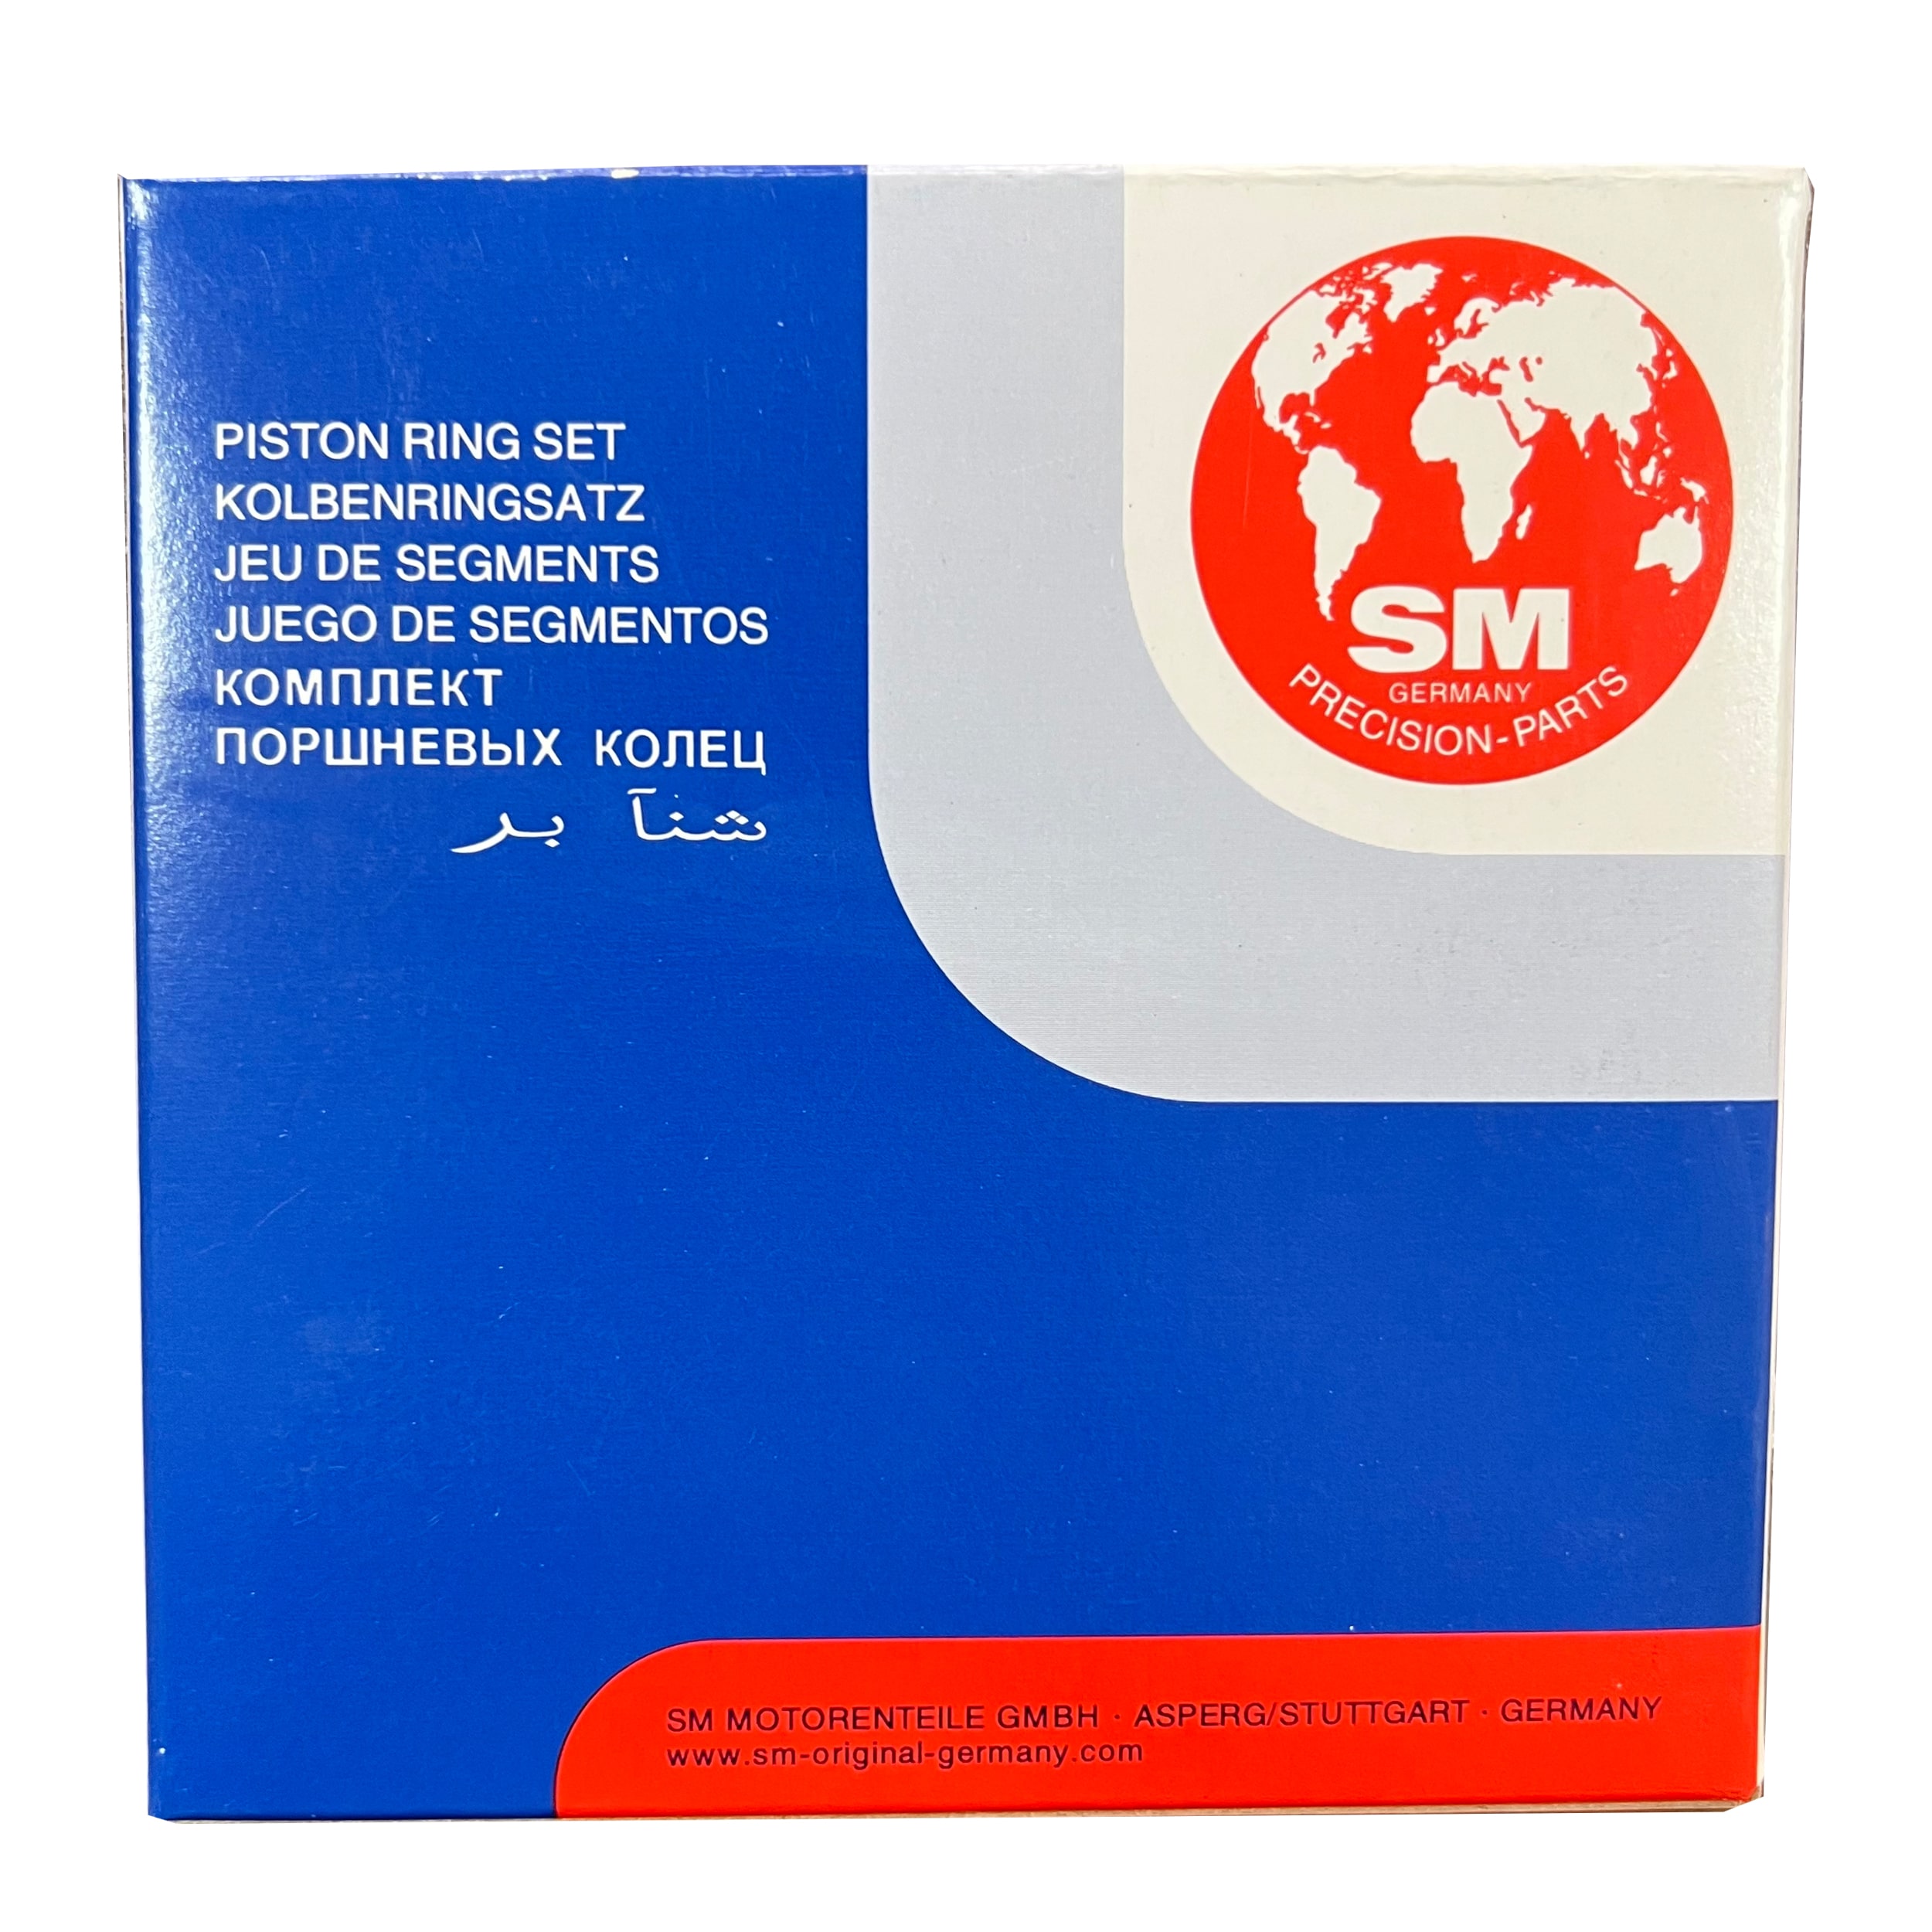 PISTON RING SET
KOLBENRINGSATZ
JEU DE SEGMENTS
JUEGO DE SEGMENTOS
КОМПЛЕКТ
ПОРШНЕВЫХ КОЛЕЦ
شنآ بر
SM
GERMANY
PRECISION-PARTS
SM MOTORENTEILE GMBH · ASPERG/STUTTGART · GERMANY
www.sm-original-germany.com